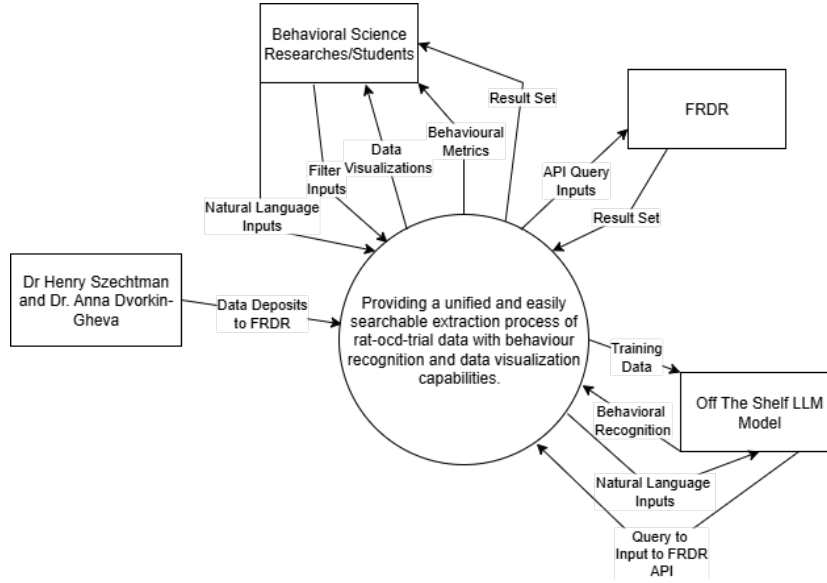 Behavioral Science
Researches/Students
Result Set
FRDR
Behavioural
Metrics
Data
Visualizations
Filter
Inputs
API Query
Inputs
Natural Language
Inputs
Result Set
Dr Henry Szechtman
and Dr. Anna Dvorkin-
Gheva
Data Deposits
to FRDR
Providing a unified and easily
searchable extraction process of
rat-ocd-trial data with behaviour
recognition and data visualization
capabilities.
Training
Data
Off The Shelf LLM
Model
Behavioral
Recognition
Natural Language
Inputs
Query to
Input to FRDR
API